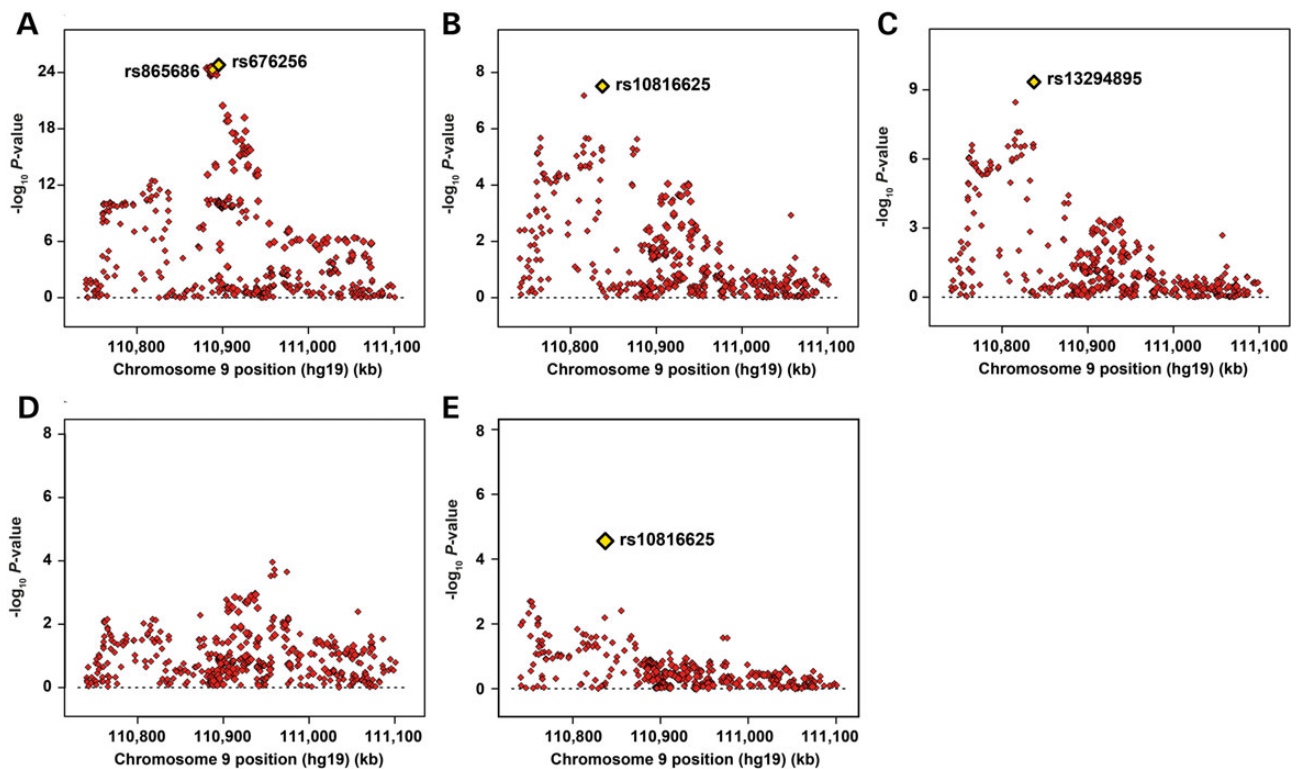 A
24
18
12
6
0
-log10 P-value
rs865686
rs676256
110,800 110,900 111,000 111,100
Chromosome 9 position (hg19) (kb)
B
8
6
4
2
0
-log10 P-value
rs10816625
110,800 110,900 111,000 111,100
Chromosome 9 position (hg19) (kb)
C
9
6
3
0
-log10 P-value
rs13294895
110,800 110,900 111,000 111,100
Chromosome 9 position (hg19) (kb)
D
8
6
4
2
0
-log10 P-value
110,800 110,900 111,000 111,100
Chromosome 9 position (hg19) (kb)
E
8
6
4
2
0
-log10 P-value
rs10816625
110,800 110,900 111,000 111,100
Chromosome 9 position (hg19) (kb)